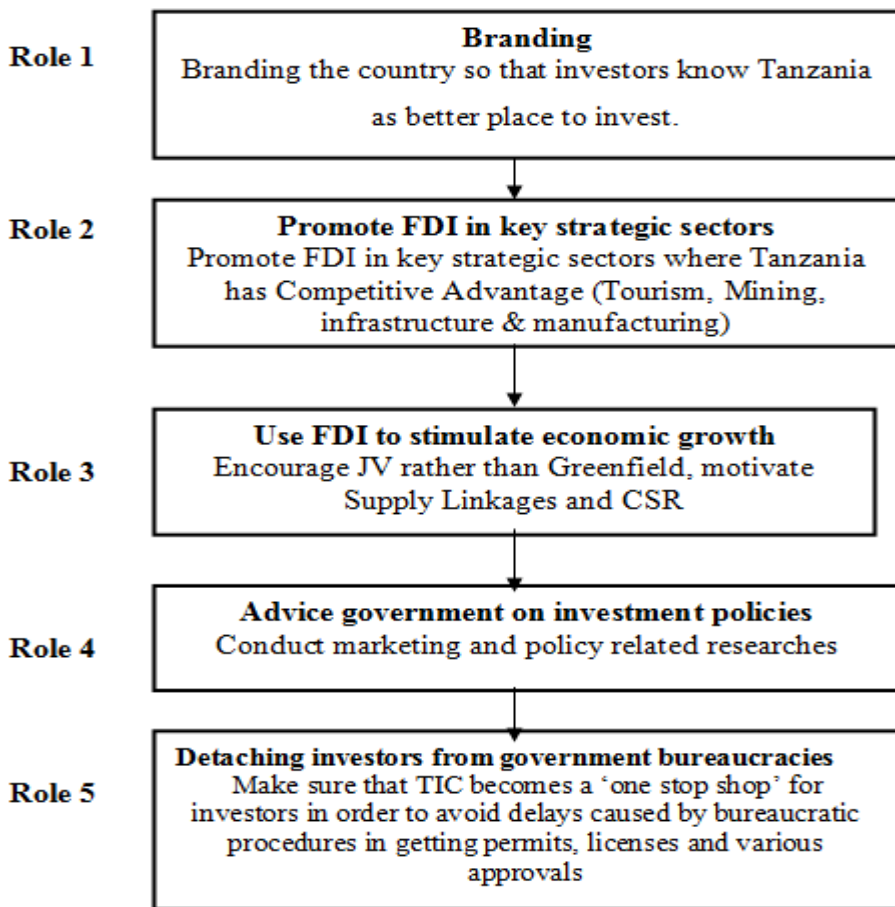 Role 1
Branding
Branding the country so that investors know Tanzania
as better place to invest.
Role 2
Promote FDI in key strategic sectors
Promote FDI in key strategic sectors where Tanzania
has Competitive Advantage (Tourism, Mining,
infrastructure & manufacturing)
Role 3
Use FDI to stimulate economic growth
Encourage JV rather than Greenfield, motivate
Supply Linkages and CSR
Role 4
Advice government on investment policies
Conduct marketing and policy related researches
Role 5
Detaching investors from government bureaucracies
Make sure that TIC becomes a ‘one stop shop’ for
investors in order to avoid delays caused by bureaucratic
procedures in getting permits, licenses and various
approvals